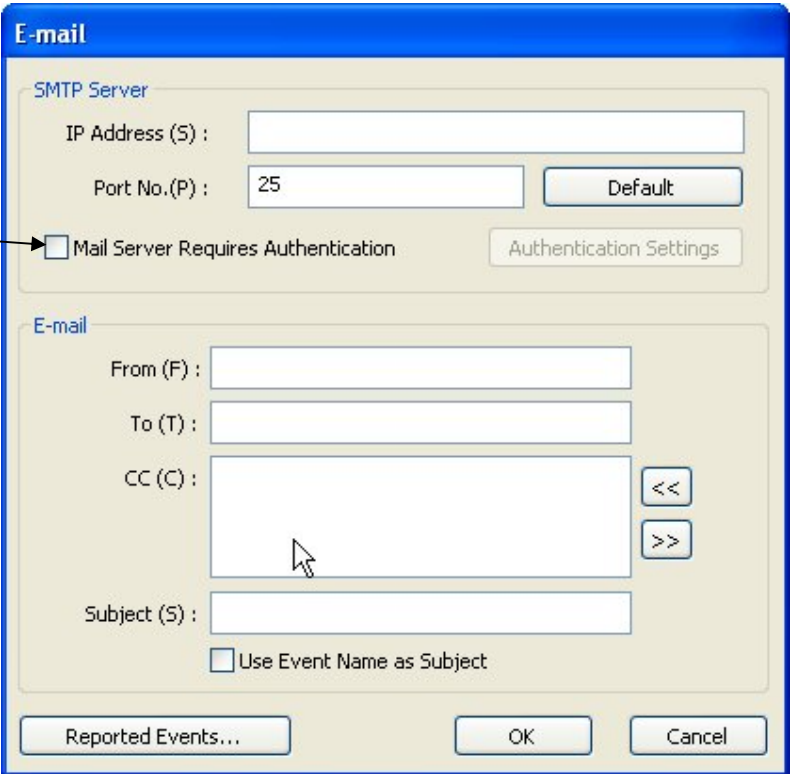 E-mail
SMTP Server
IP Address (S) :
Port No.(P) : 25 Default
Mail Server Requires Authentication Authentication Settings
E-mail
From (F) :
To (T) :
CC (C) :
<<
>>
Subject (S) :
Use Event Name as Subject
Reported Events... OK Cancel